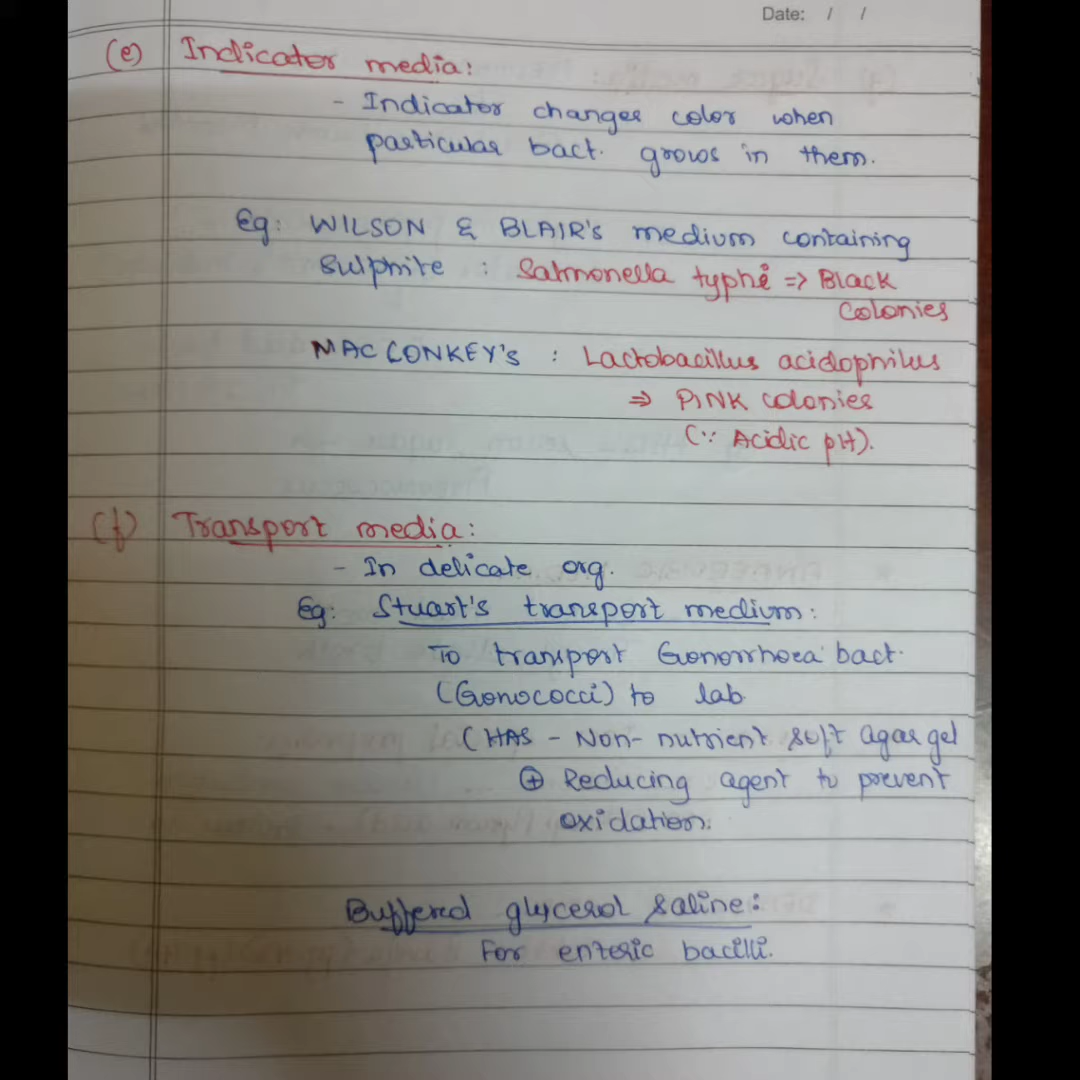 Date: / /
(e) Indicator media:
- Indicator changes color when
particular bact. grows in them.
Eg: WILSON & BLAIR's medium containing
Sulphite : Salmonella typhi => Black
Colonies
MAC CONKEY'S : Lactobacillus acidophilus
⇒ PINK colonies
(∵ Acidic pH).
(f) Transport media:
- In delicate org.
Eg: Stuart's transport medium:
To transport Gonorrhoea bact.
(Gonococci) to lab
(HAS - Non-nutrient soft agar gel
⊕ Reducing agent to prevent
oxidation.
Buffered glycerol saline:
For enteric bacilli.